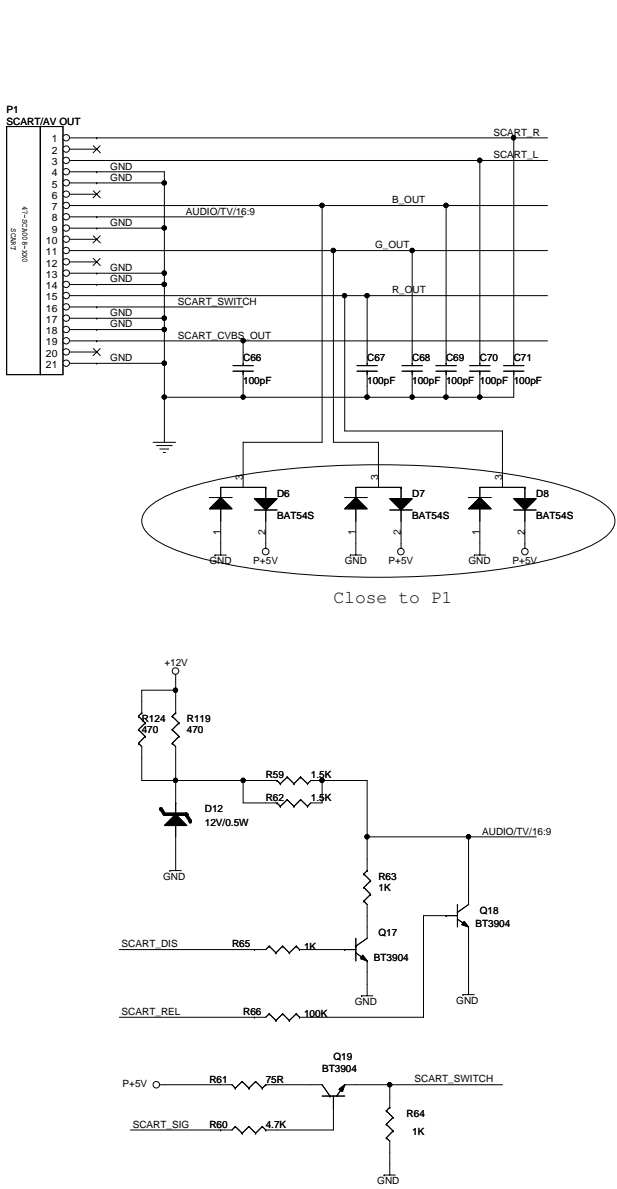 P1
SCART/AV OUT
47-SCA008-XX0
SCART
1 SCART_R
2
3 SCART_L
4 GND
5 GND
6
7 B_OUT
8 AUDIO/TV/16:9
9 GND
10
11 G_OUT
12
13 GND
14 GND
15 R_OUT
16 SCART_SWITCH
17 GND
18 GND
19 SCART_CVBS_OUT
20
21 GND
C66 C67 C68 C69 C70 C71
100pF 100pF 100pF 100pF 100pF 100pF
3 3 3
D6 D7 D8
BAT54S BAT54S BAT54S
1 2 1 2 1 2
GND P+5V GND P+5V GND P+5V
Close to P1
+12V
R124 R119
470 470
R59 1.5K
R62 1.5K
D12
12V/0.5W
GND
AUDIO/TV/16:9
R63
1K
Q18
BT3904
Q17
BT3904
SCART_DIS R65 1K
GND GND
SCART_REL R66 100K
Q19
BT3904
P+5V R61 75R SCART_SWITCH
SCART_SIG R60 4.7K
R64
1K
GND